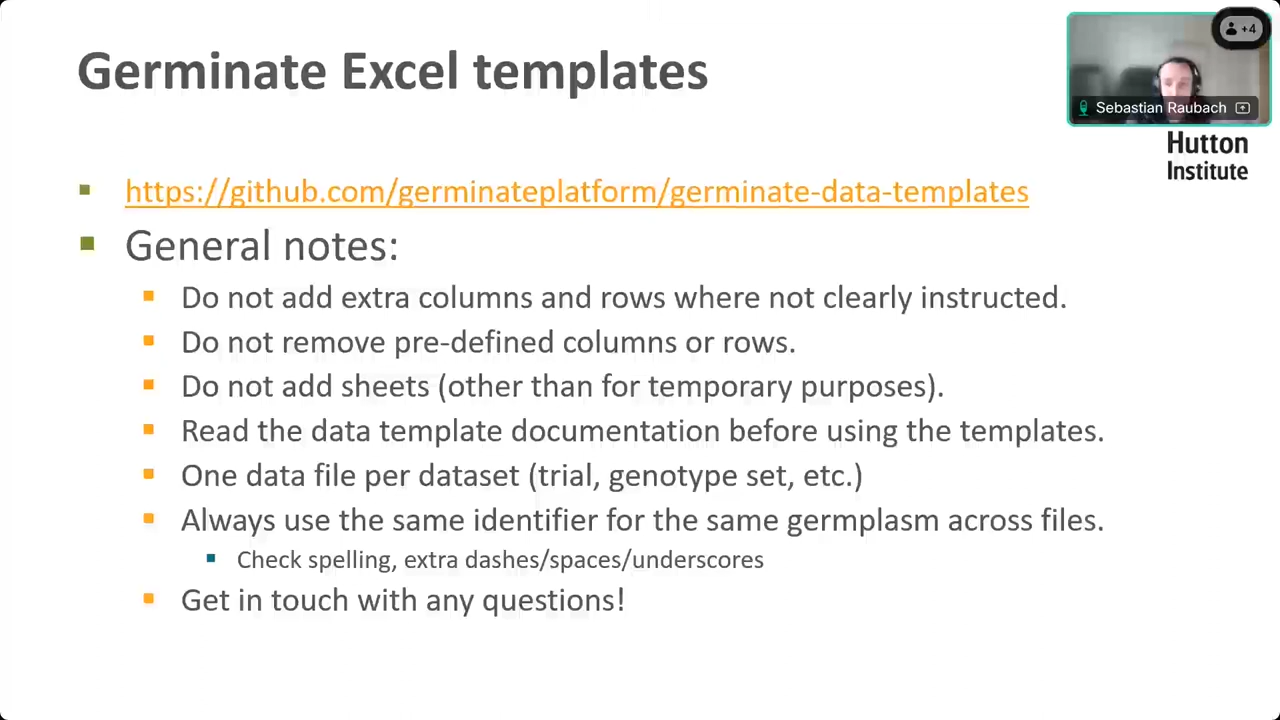 Germinate Excel templates
+4
Sebastian Raubach
Hutton
Institute
https://github.com/germinateplatform/germinate-data-templates
General notes:
Do not add extra columns and rows where not clearly instructed.
Do not remove pre-defined columns or rows.
Do not add sheets (other than for temporary purposes).
Read the data template documentation before using the templates.
One data file per dataset (trial, genotype set, etc.)
Always use the same identifier for the same germplasm across files.
Check spelling, extra dashes/spaces/underscores
Get in touch with any questions!